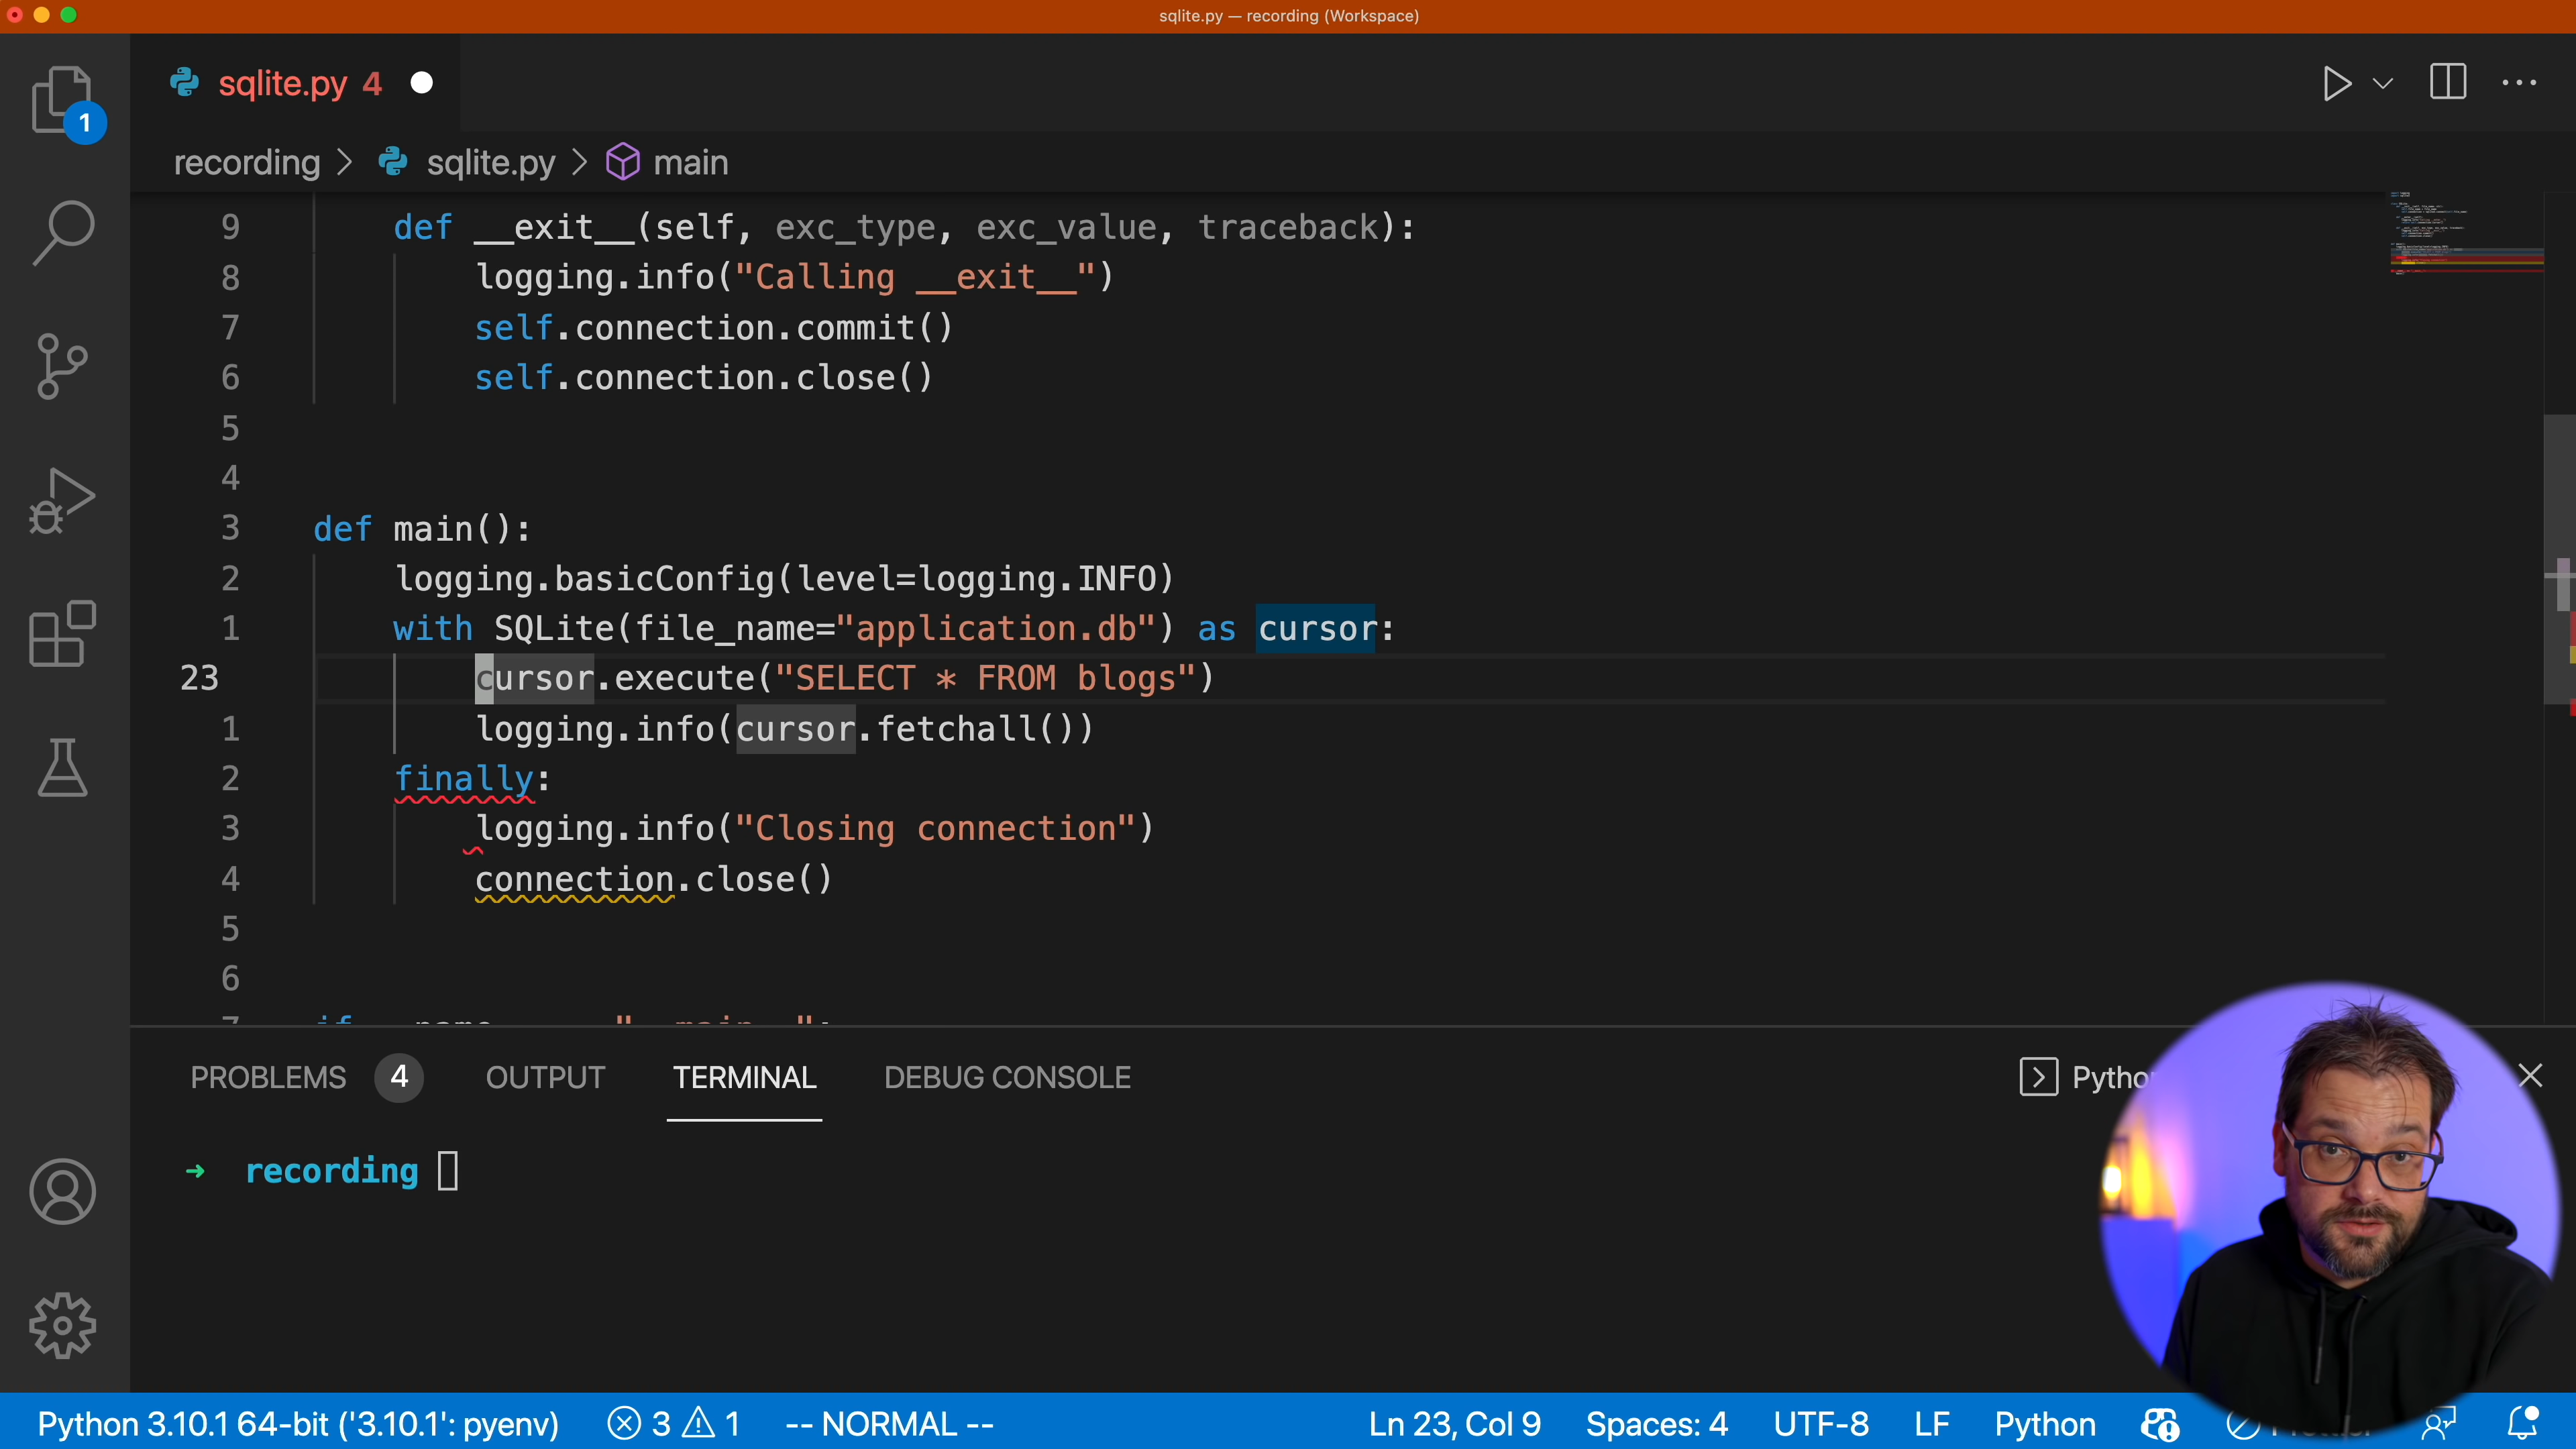 sqlite.py — recording (Workspace)
sqlite.py 4
1
recording > sqlite.py > main
9 def __exit__(self, exc_type, exc_value, traceback):
8 logging.info("Calling __exit__")
7 self.connection.commit()
6 self.connection.close()
5
4
3 def main():
2 logging.basicConfig(level=logging.INFO)
1 with SQLite(file_name="application.db") as cursor:
23 cursor.execute("SELECT * FROM blogs")
1 logging.info(cursor.fetchall())
2 finally:
3 logging.info("Closing connection")
4 connection.close()
5
6
PROBLEMS 4 OUTPUT TERMINAL DEBUG CONSOLE
→ recording
Python 3.10.1 64-bit ('3.10.1': pyenv) 3 1 -- NORMAL -- Ln 23, Col 9 Spaces: 4 UTF-8 LF Python